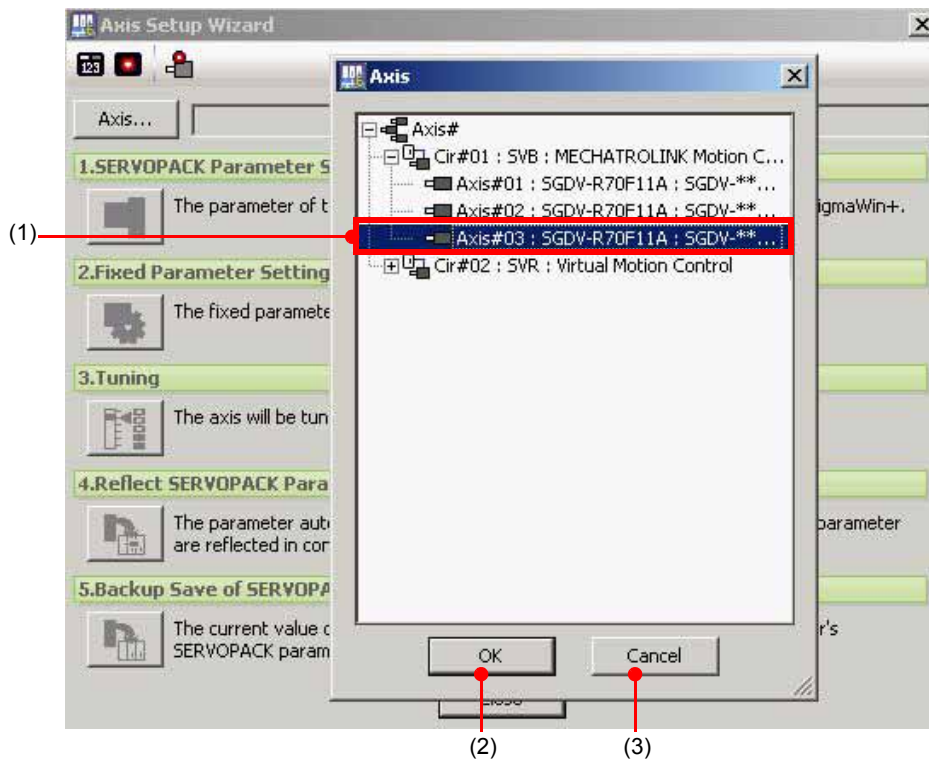 Axis Setup Wizard
123
Axis...
1.SERVOPACK Parameter S
The parameter of t
igmaWin+.
2.Fixed Parameter Setting
The fixed paramete
3.Tuning
The axis will be tun
4.Reflect SERVOPACK Para
The parameter aut
parameter
are reflected in cor
5.Backup Save of SERVOPA
The current value c
r's
SERVOPACK param
Axis
Axis#
Cir#01 : SVB : MECHATROLINK Motion C...
Axis#01 : SGDV-R70F11A : SGDV-**...
Axis#02 : SGDV-R70F11A : SGDV-**...
Axis#03 : SGDV-R70F11A : SGDV-**...
Cir#02 : SVR : Virtual Motion Control
OK
Cancel
(1)
(2)
(3)